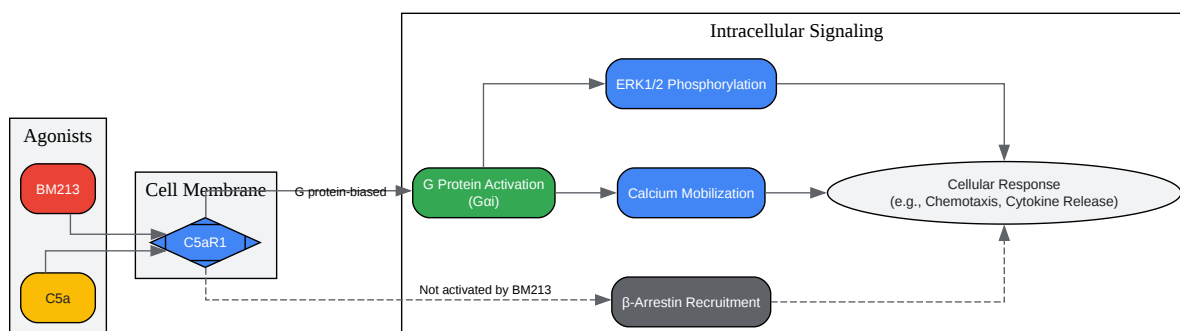 Intracellular Signaling
ERK1/2 Phosphorylation
Agonists
BM213
Cell Membrane
G protein-biased
G Protein Activation
(Gαi)
Calcium Mobilization
Cellular Response
(e.g., Chemotaxis, Cytokine Release)
C5aR1
C5a
Not activated by BM213
β-Arrestin Recruitment